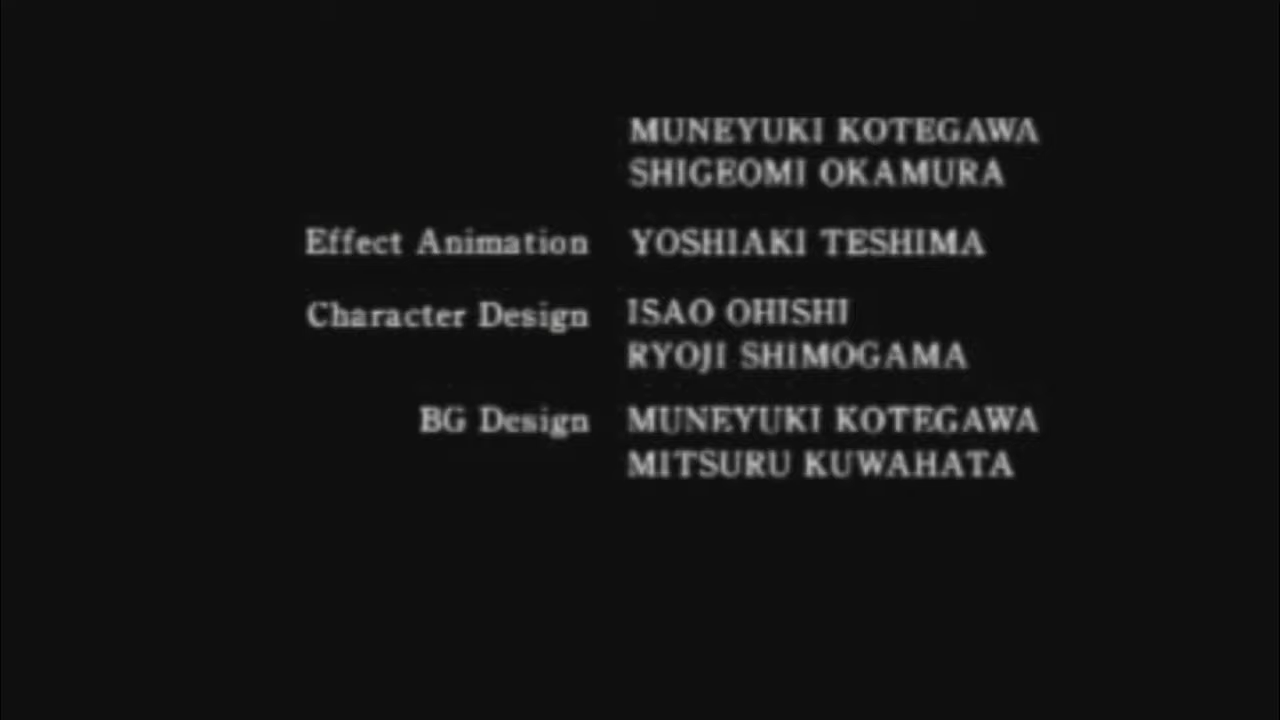 MUNEYUKI KOTEGAWA
SHIGEOMI OKAMURA
Effect Animation YOSHIAKI TESHIMA
Character Design ISAO OHISHI
RYOJI SHIMOGAMA
BG Design MUNEYUKI KOTEGAWA
MITSURU KUWAHATA